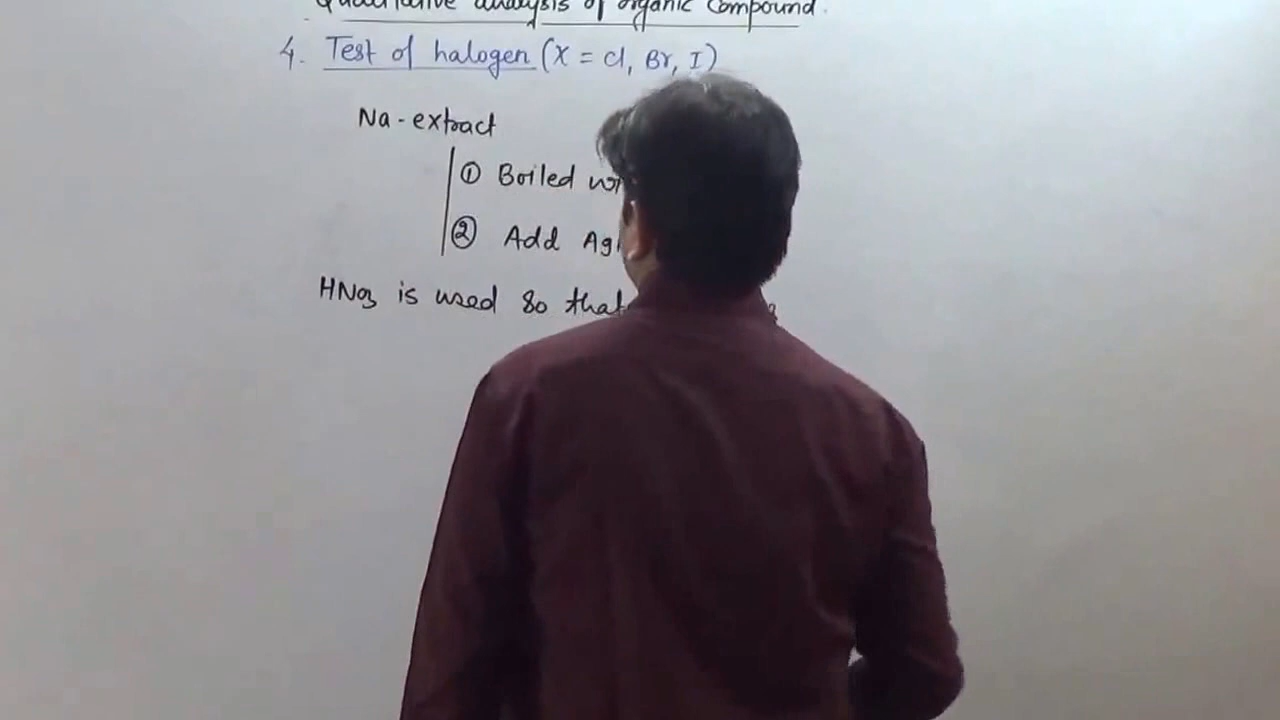 Qualitative analysis of organic compound.
4. Test of halogen (X = Cl, Br, I)
Na-extract
① Boiled
② Add
HNO3 is used so that